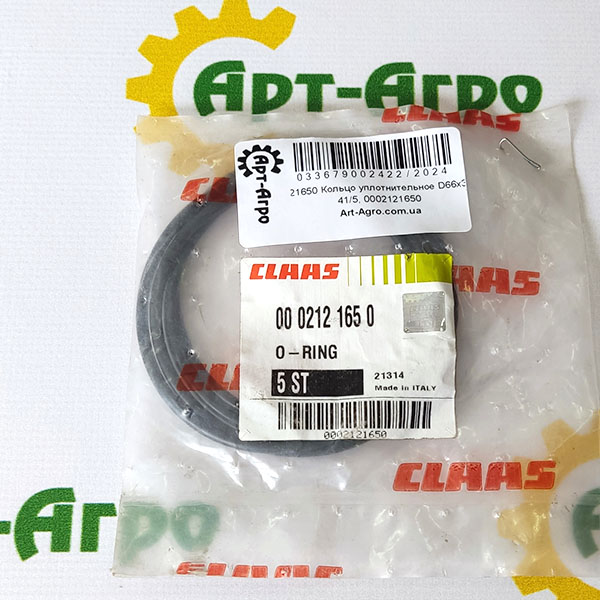 АРТ-АГРО
CLAAS
АРТ-АГРО
033679002422/2024
21650 Кольцо уплотнительное D66x3
41/5, 0002121650
Art-Agro.com.ua
CLAAS
CLAAS
00 0212 165 0
O-RING
CLAAS
5 ST
21314
Made in ITALY
0002121650
CLAAS
Т-АГРО
CLAAS